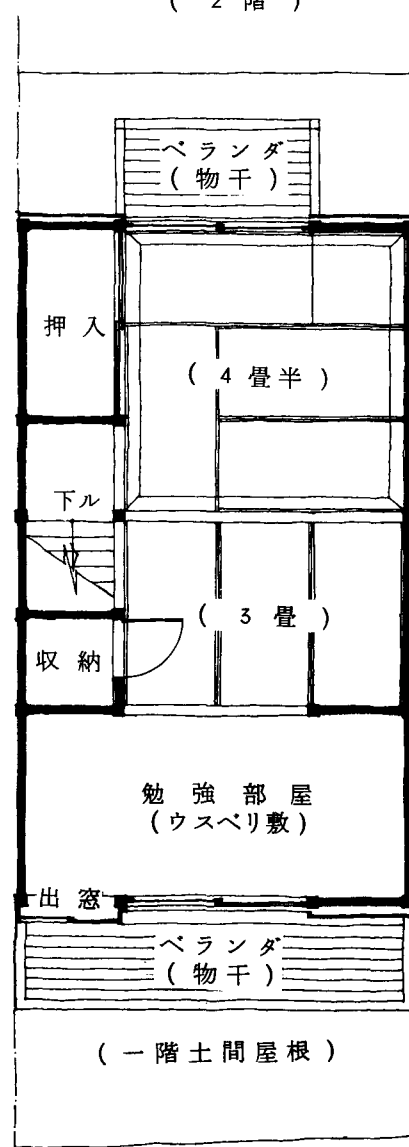 ( 2 階 )
ベランダ
( 物干 )
押入
( 4 畳半 )
下ル
( 3 畳 )
収納
勉強部屋
(ウスベリ敷)
出窓
ベランダ
( 物干 )
( 一階土間屋根 )